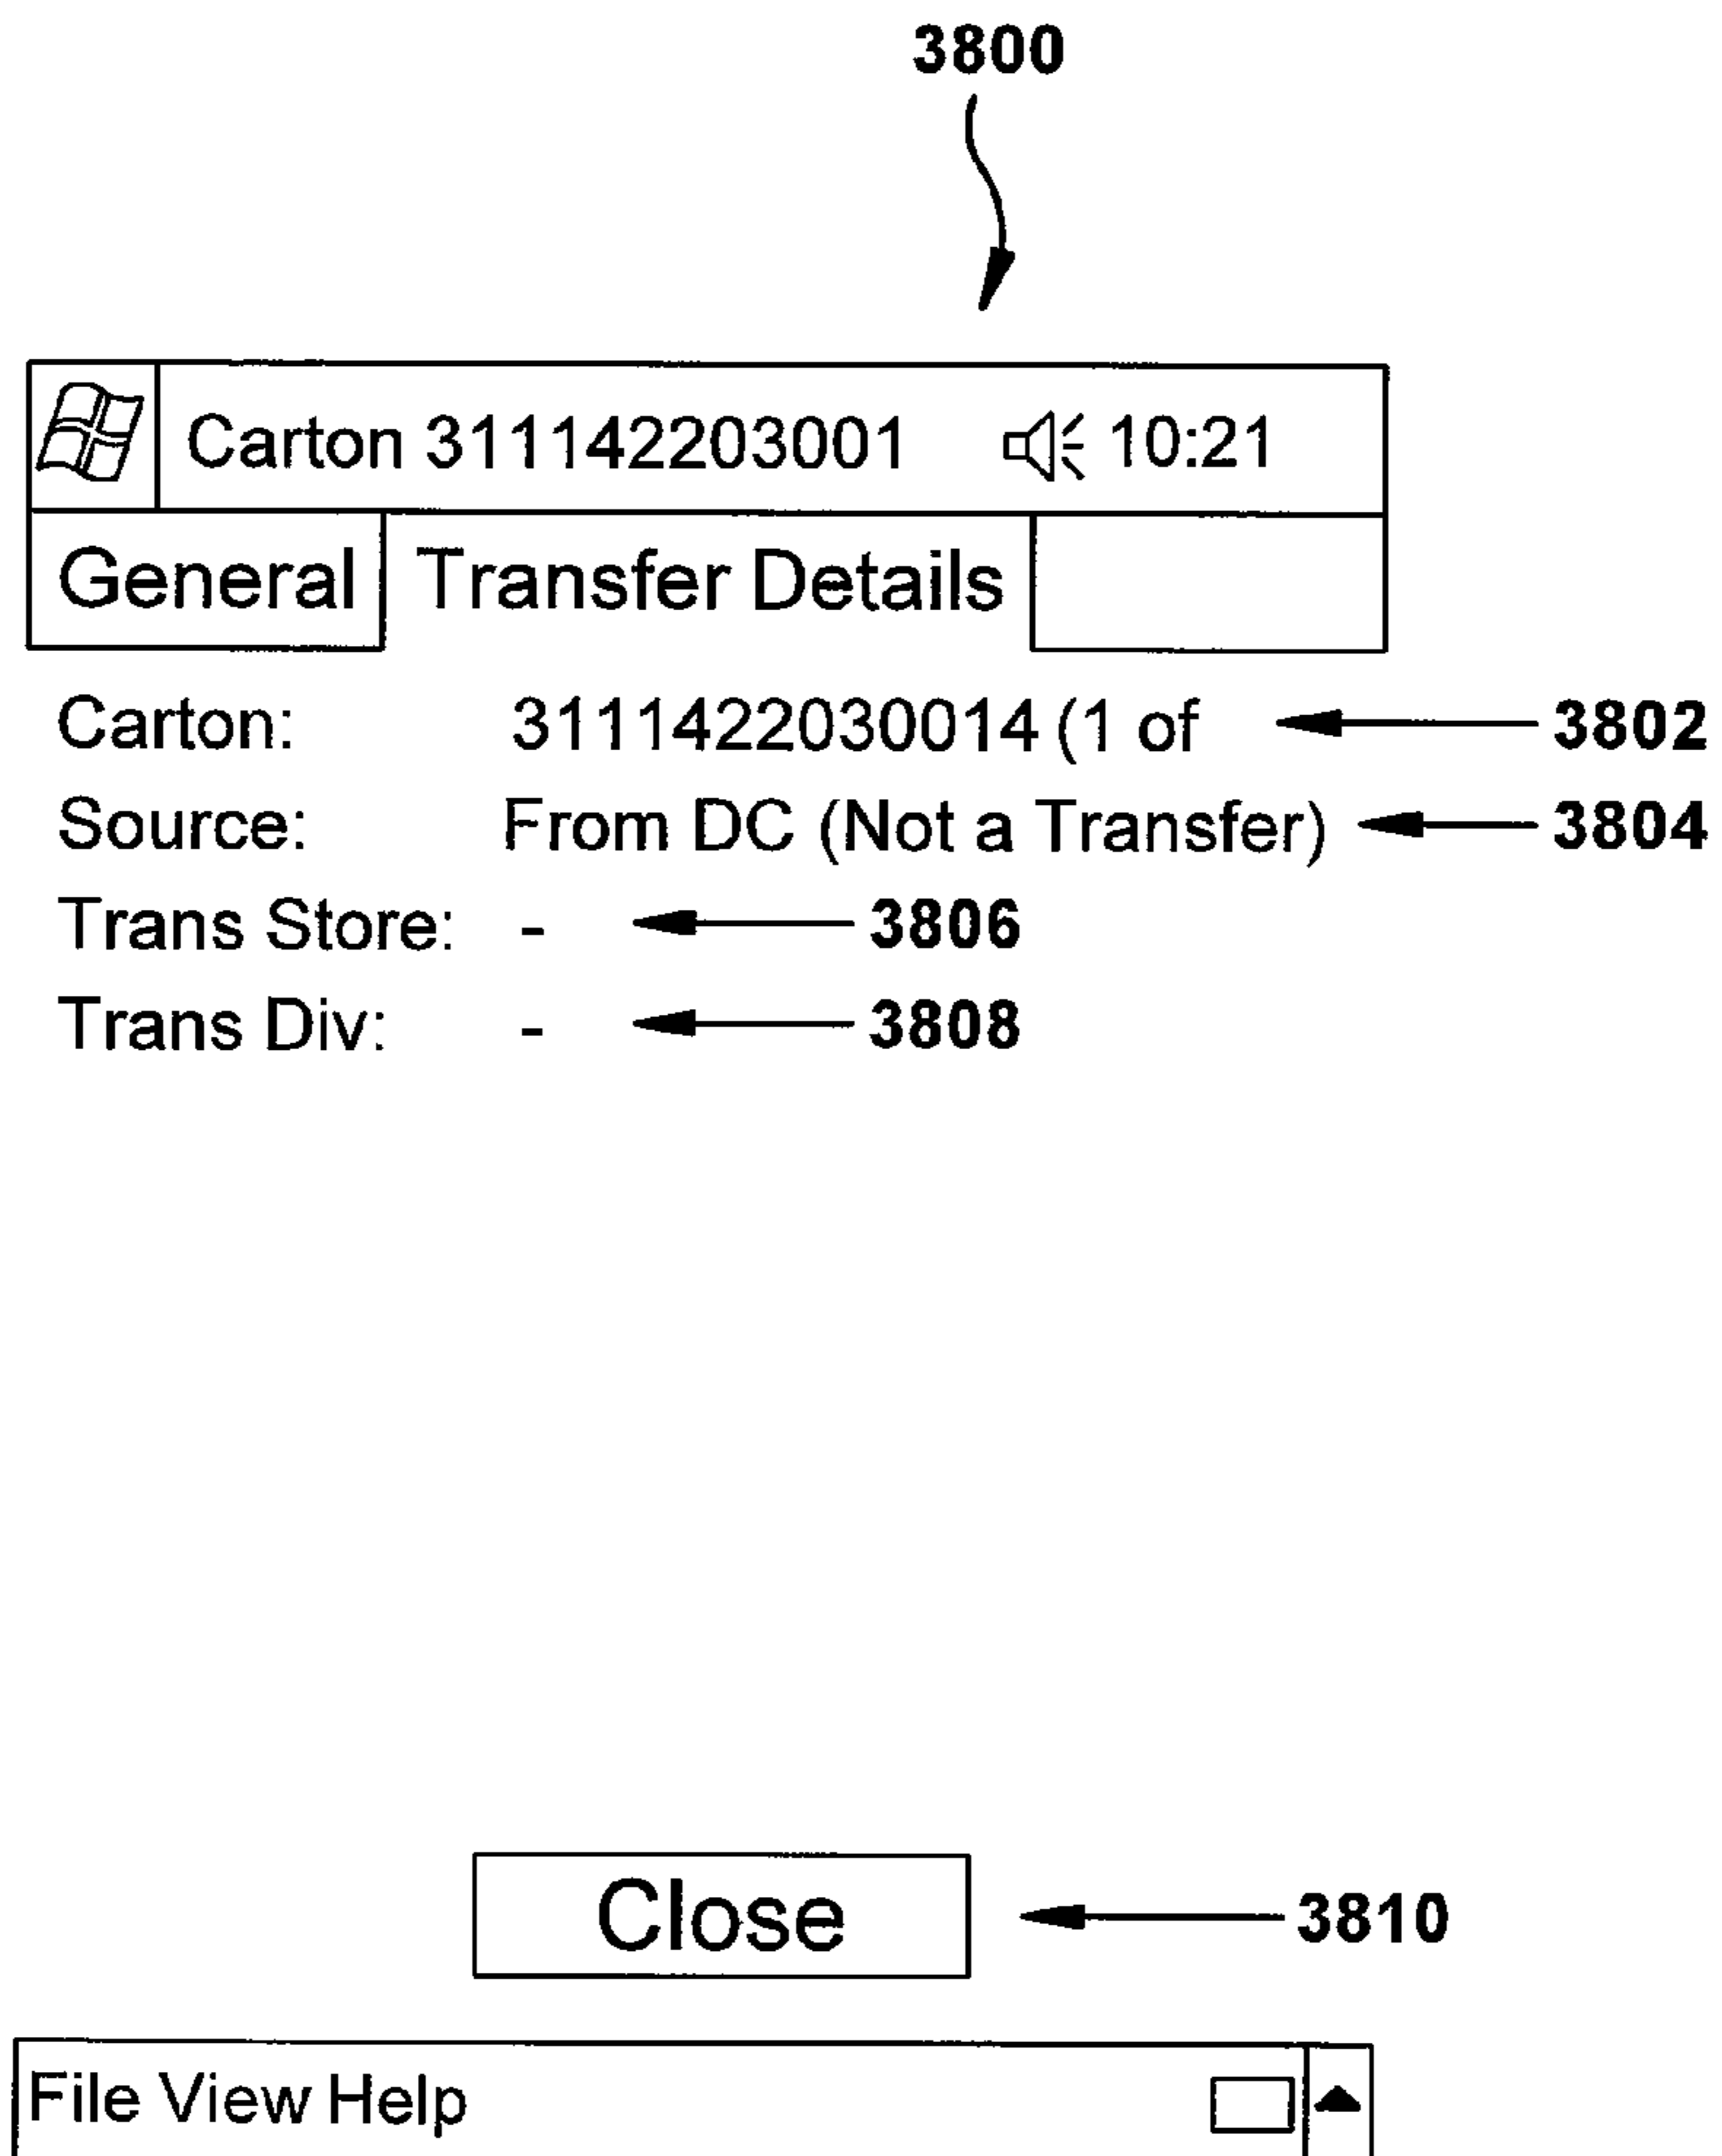 3800
Carton 311142203001 10:21
General Transfer Details
Carton: 3111422030014 (1 of 3802
Source: From DC (Not a Transfer) 3804
Trans Store: - 3806
Trans Div: - 3808
Close 3810
File View Help